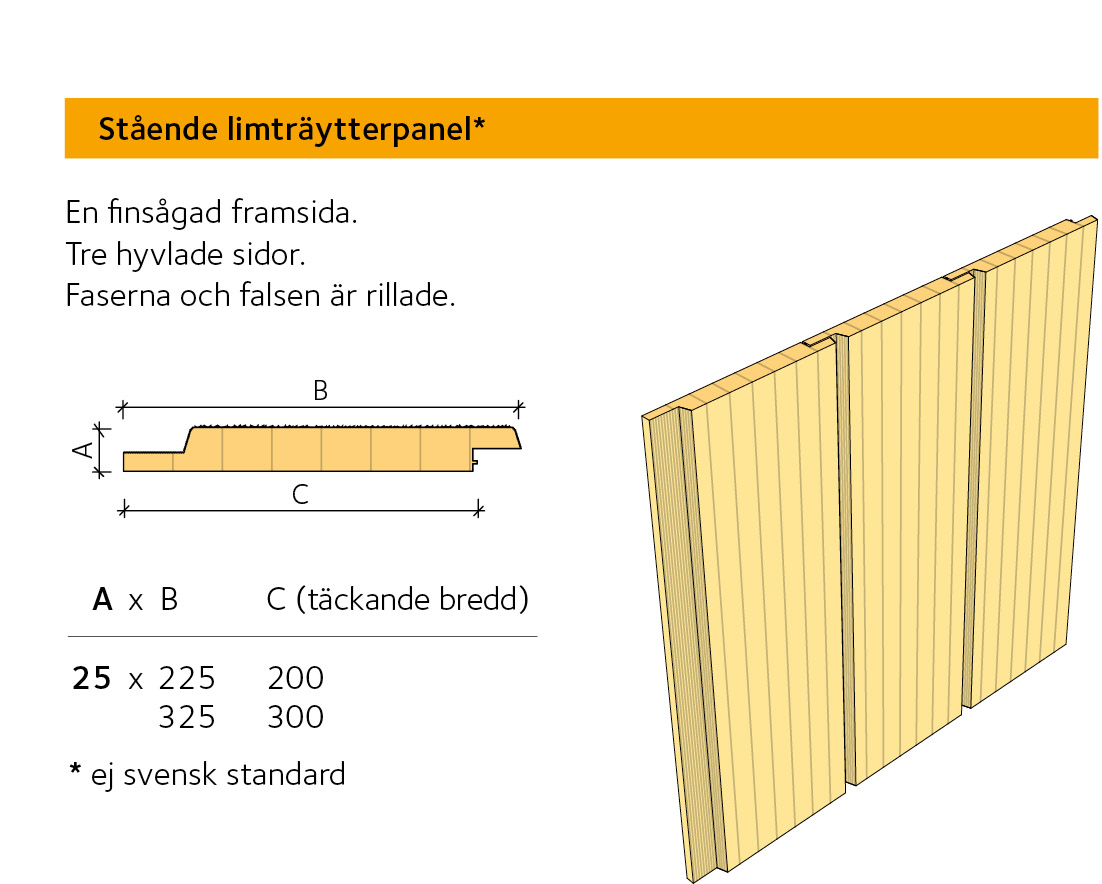 Stående limträytterpanel*
En finsågad framsida.
Tre hyvlade sidor.
Faserna och falsen är rillade.
B
A
C
A x B C (täckande bredd)
25 x 225 200
325 300
* ej svensk standard